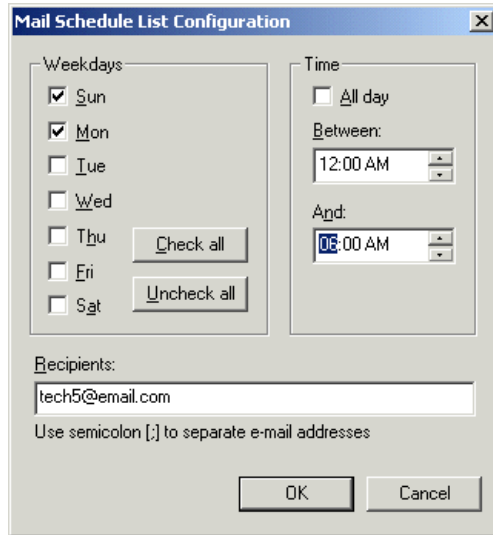 Mail Schedule List Configuration
Weekdays
Sun
Mon
Tue
Wed
Thu
Fri
Sat
Check all
Uncheck all
Time
All day
Between:
12:00 AM
And:
06:00 AM
Recipients:
tech5@email.com
Use semicolon [;] to separate e-mail addresses
OK
Cancel